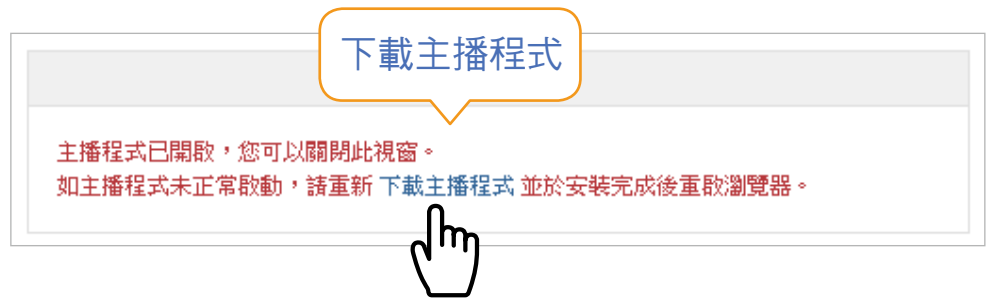 下載主播程式
主播程式已開啟，您可以關閉此視窗。
如主播程式未正常啟動，請重新 下載主播程式 並於安裝完成後重啟瀏覽器。